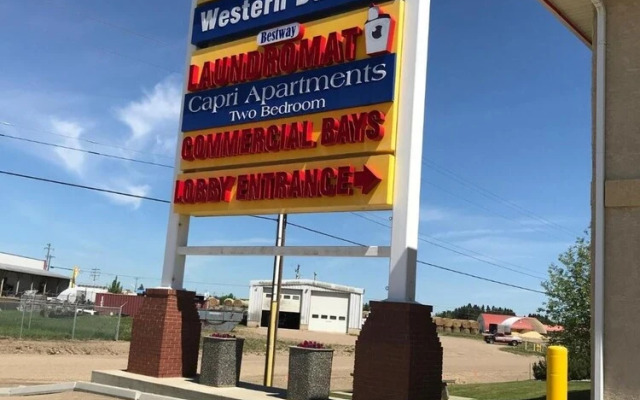 Western
Bestway
LAUNDROMAT
Capri Apartments
Two Bedroom
COMMERCIAL BAYS
LOBBY ENTRANCE